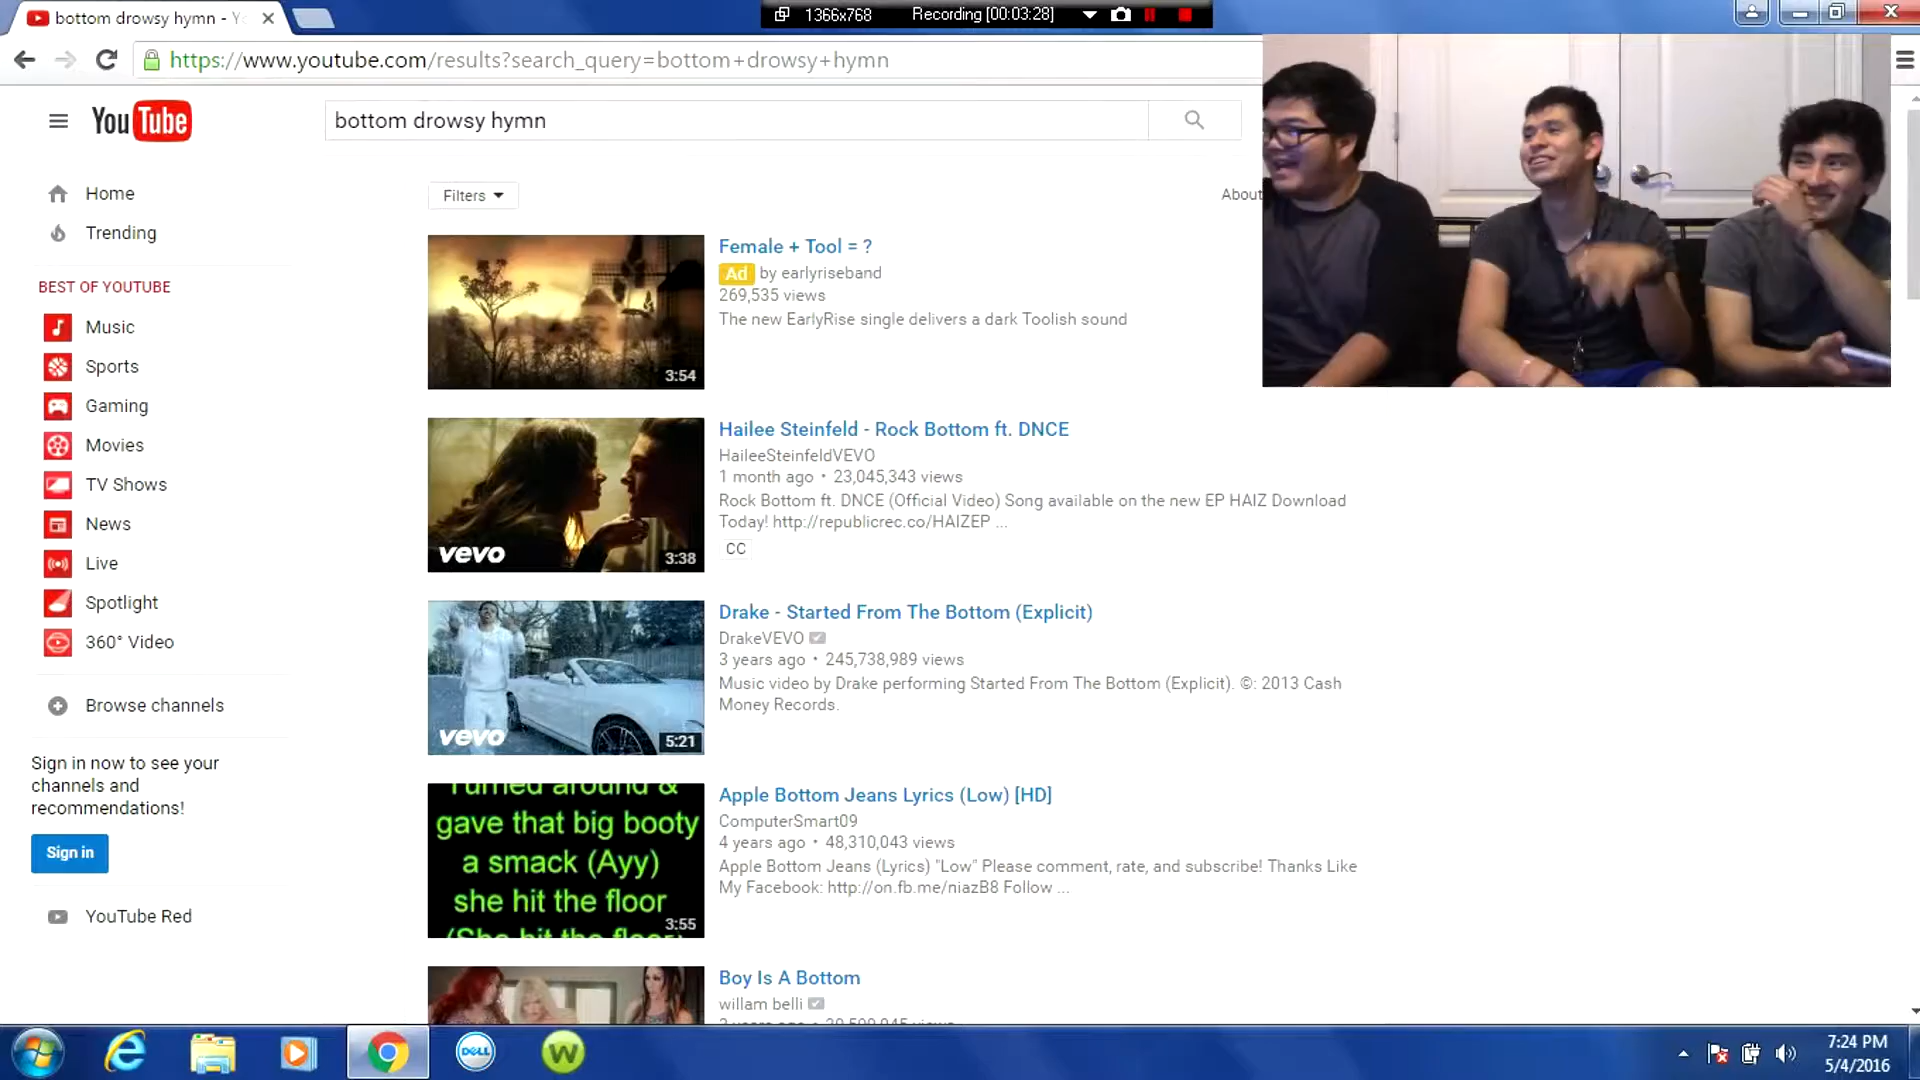 bottom drowsy hymn - Y
1366x768
Recording [00:03:28]
https://www.youtube.com/results?search_query=bottom+drowsy+hymn
YouTube
bottom drowsy hymn
Filters
About
Home
Trending
BEST OF YOUTUBE
Music
Sports
Gaming
Movies
TV Shows
News
Live
Spotlight
360° Video
Browse channels
Sign in now to see your
channels and
recommendations!
Sign in
YouTube Red
3:54
Female + Tool = ?
Ad by earlyriseband
269,535 views
The new EarlyRise single delivers a dark Toolish sound
vevo
3:38
Hailee Steinfeld - Rock Bottom ft. DNCE
HaileeSteinfeldVEVO
1 month ago • 23,045,343 views
Rock Bottom ft. DNCE (Official Video) Song available on the new EP HAIZ Download
Today! http://republicrec.co/HAIZEP ...
CC
vevo
5:21
Drake - Started From The Bottom (Explicit)
DrakeVEVO
3 years ago • 245,738,989 views
Music video by Drake performing Started From The Bottom (Explicit). ©: 2013 Cash
Money Records.
Turned around &
gave that big booty
a smack (Ayy)
she hit the floor
(She hit the floor
3:55
Apple Bottom Jeans Lyrics (Low) [HD]
ComputerSmart09
4 years ago • 48,310,043 views
Apple Bottom Jeans (Lyrics) "Low" Please comment, rate, and subscribe! Thanks Like
My Facebook: http://on.fb.me/niazB8 Follow ...
Boy Is A Bottom
willam belli
DELL
W
7:24 PM
5/4/2016